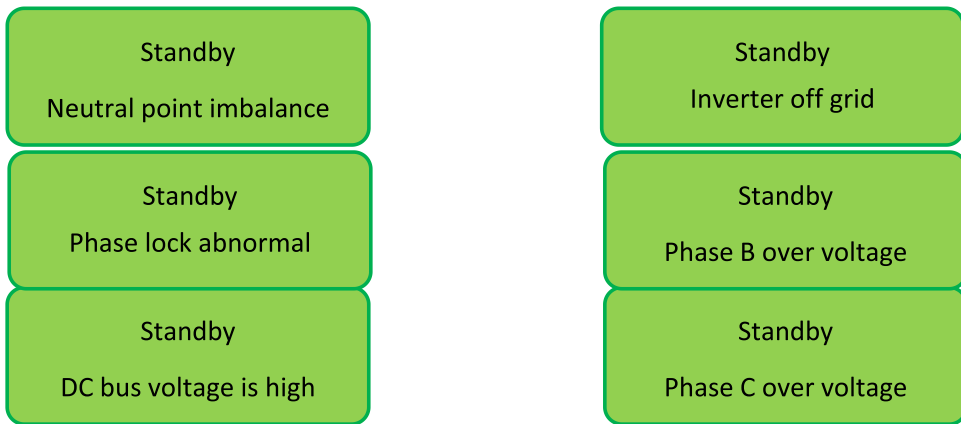 Standby
Neutral point imbalance
Standby
Inverter off grid
Standby
Phase lock abnormal
Standby
Phase B over voltage
Standby
DC bus voltage is high
Standby
Phase C over voltage